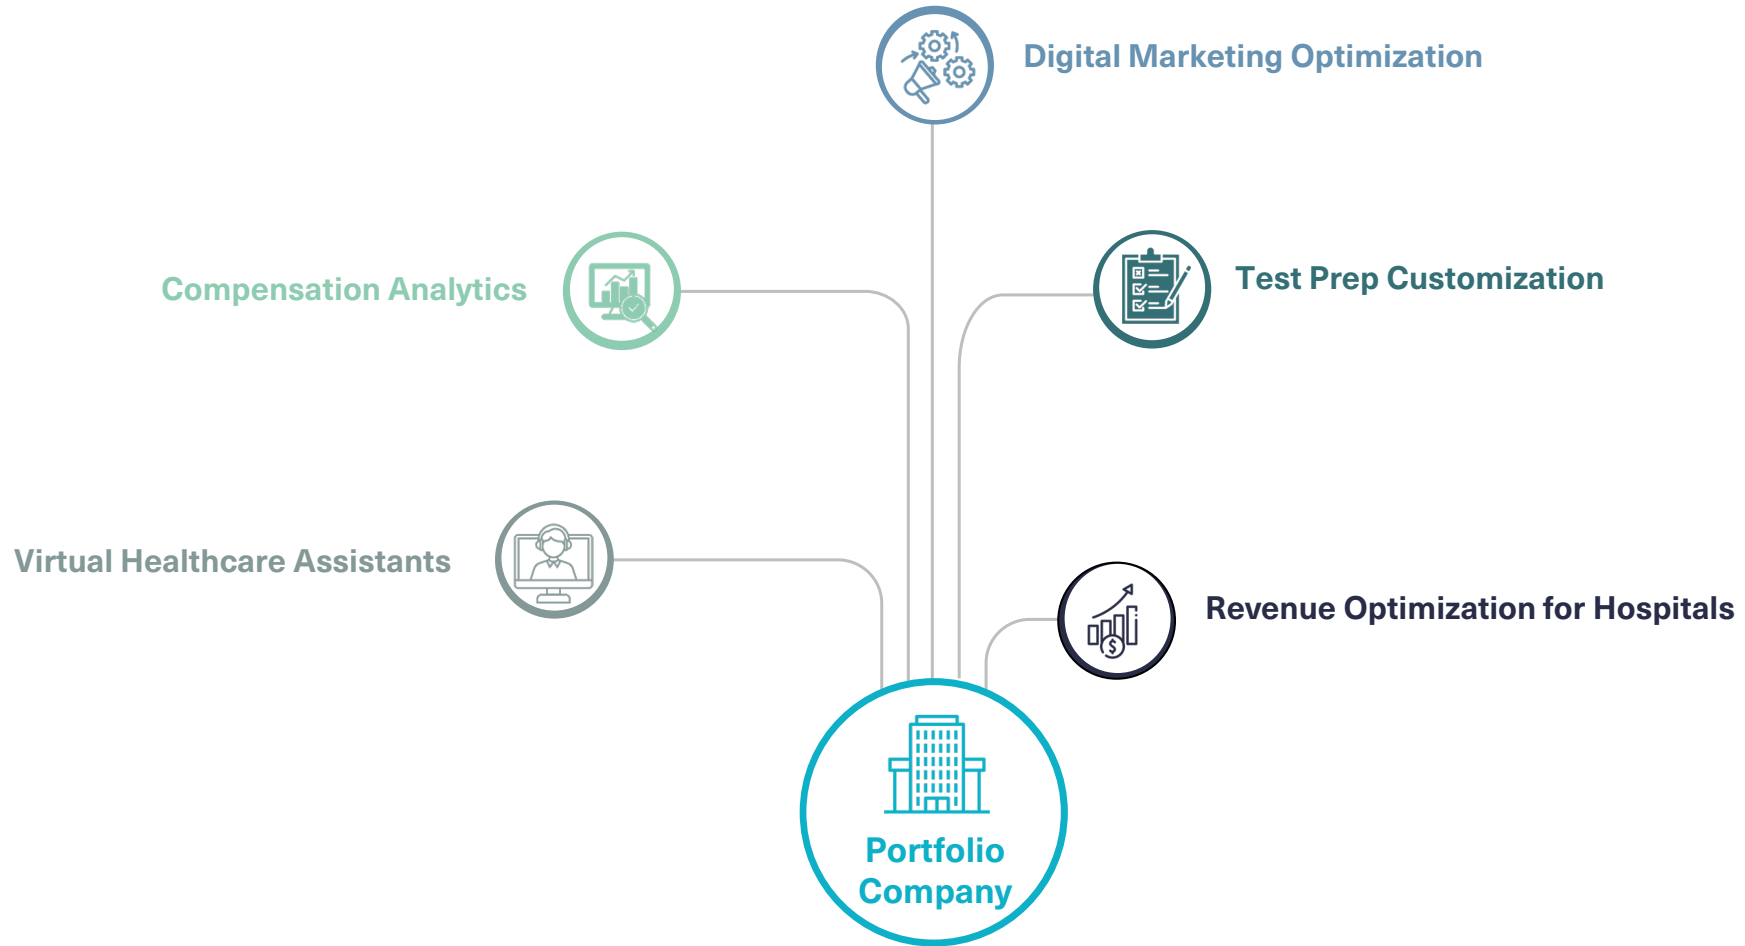 Digital Marketing Optimization
Compensation Analytics
Test Prep Customization
Virtual Healthcare Assistants
Revenue Optimization for Hospitals
Portfolio
Company